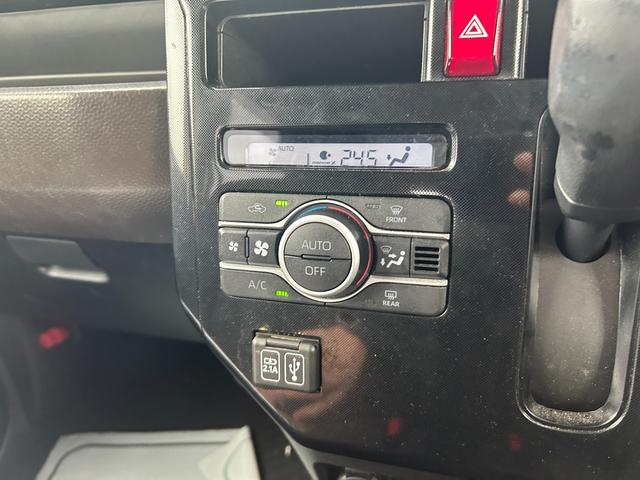 AUTO
24.5
FRONT
AUTO
OFF
A/C
REAR
2.1A